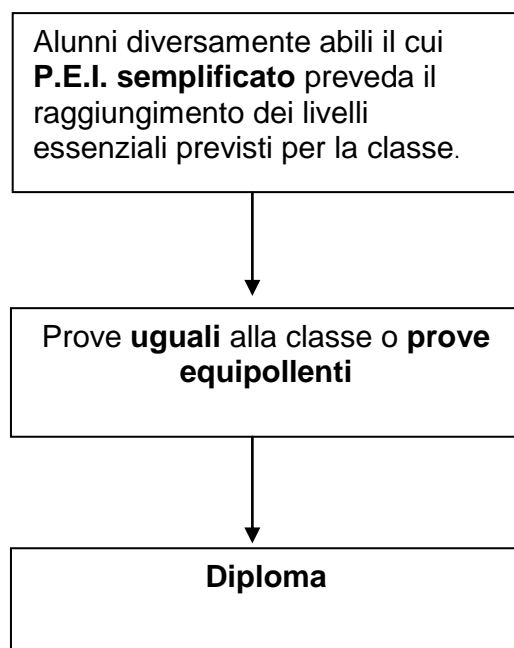 Alunni diversamente abili il cui
P.E.I. semplificato preveda il
raggiungimento dei livelli
essenziali previsti per la classe.
Prove uguali alla classe o prove
equipollenti
Diploma